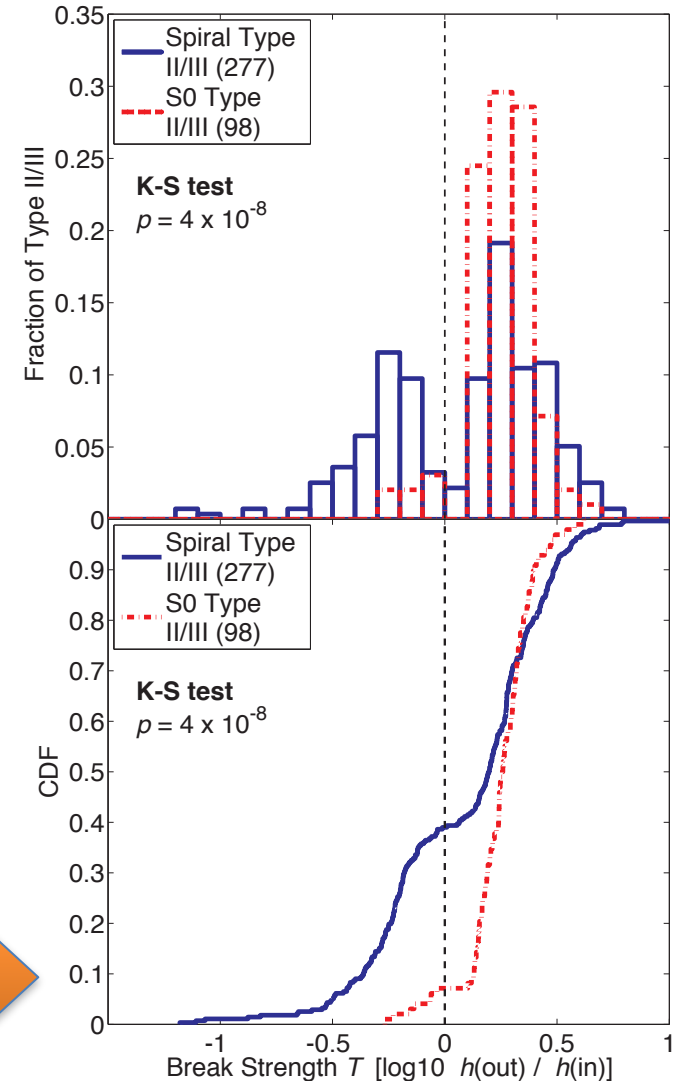 0.35
0.3
0.25
0.2
0.15
0.1
0.05
0
Fraction of Type II/III
Spiral Type
II/III (277)
S0 Type
II/III (98)
K-S test
p = 4 x 10-8
0.9
0.8
0.7
0.6
0.5
0.4
0.3
0.2
0.1
0
CDF
Spiral Type
II/III (277)
S0 Type
II/III (98)
K-S test
p = 4 x 10-8
-1 -0.5 0 0.5 1
Break Strength T [log10 h(out) / h(in)]